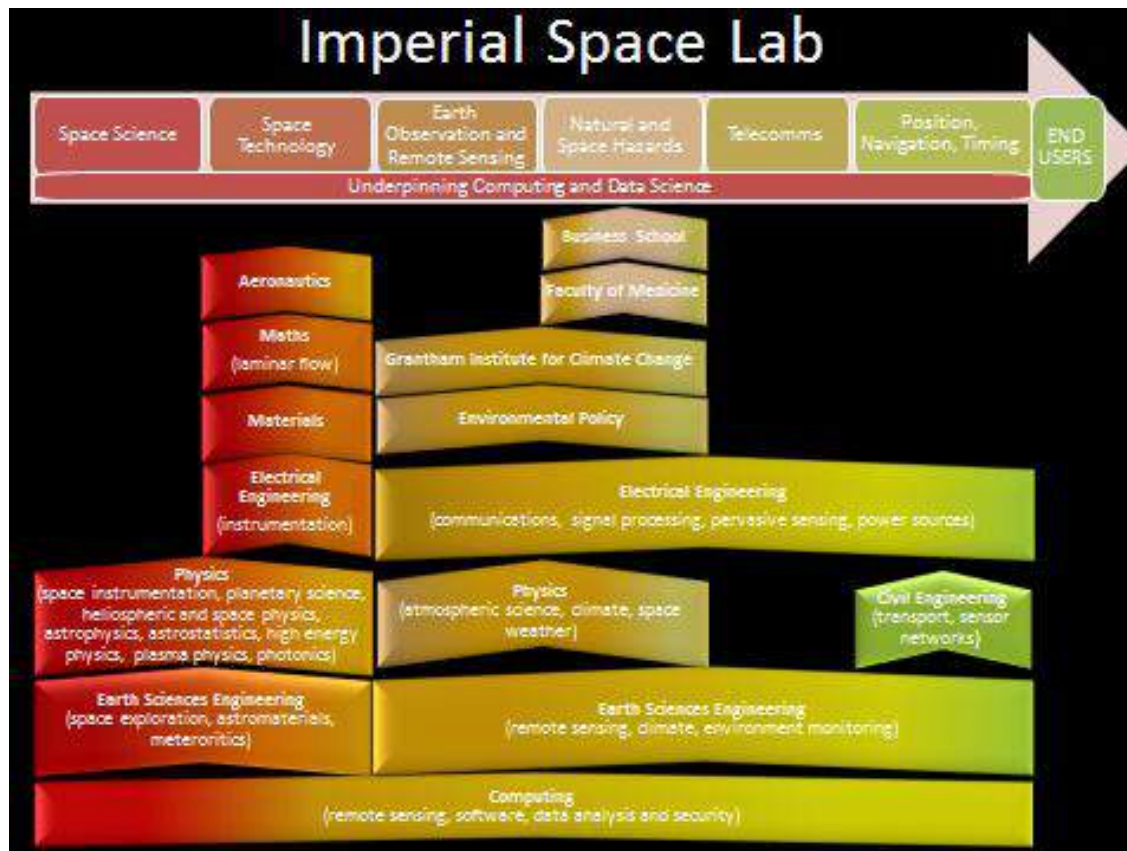 Imperial Space Lab
Space Science
Space
Technology
Earth
Observation and
Remote Sensing
Natural and
Space Hazards
Telecomms
Position,
Navigation, Timing
END
USERS
Underpinning Computing and Data Science
Business School
Faculty of Medicine
Aeronautics
Maths
(laminar flow)
Grantham Institute for Climate Change
Materials
Environmental Policy
Electrical
Engineering
(instrumentation)
Electrical Engineering
(communications, signal processing, pervasive sensing, power sources)
Physics
(space instrumentation, planetary science,
heliospheric and space physics,
astrophysics, astrostatistics, high energy
physics, plasma physics, photonics)
Physics
(atmospheric science, climate, space
weather)
Civil Engineering
(transport, sensor
networks)
Earth Sciences Engineering
(space exploration, astromaterials,
meteroritics)
Earth Sciences Engineering
(remote sensing, climate, environment monitoring)
Computing
(remote sensing, software, data analysis and security)